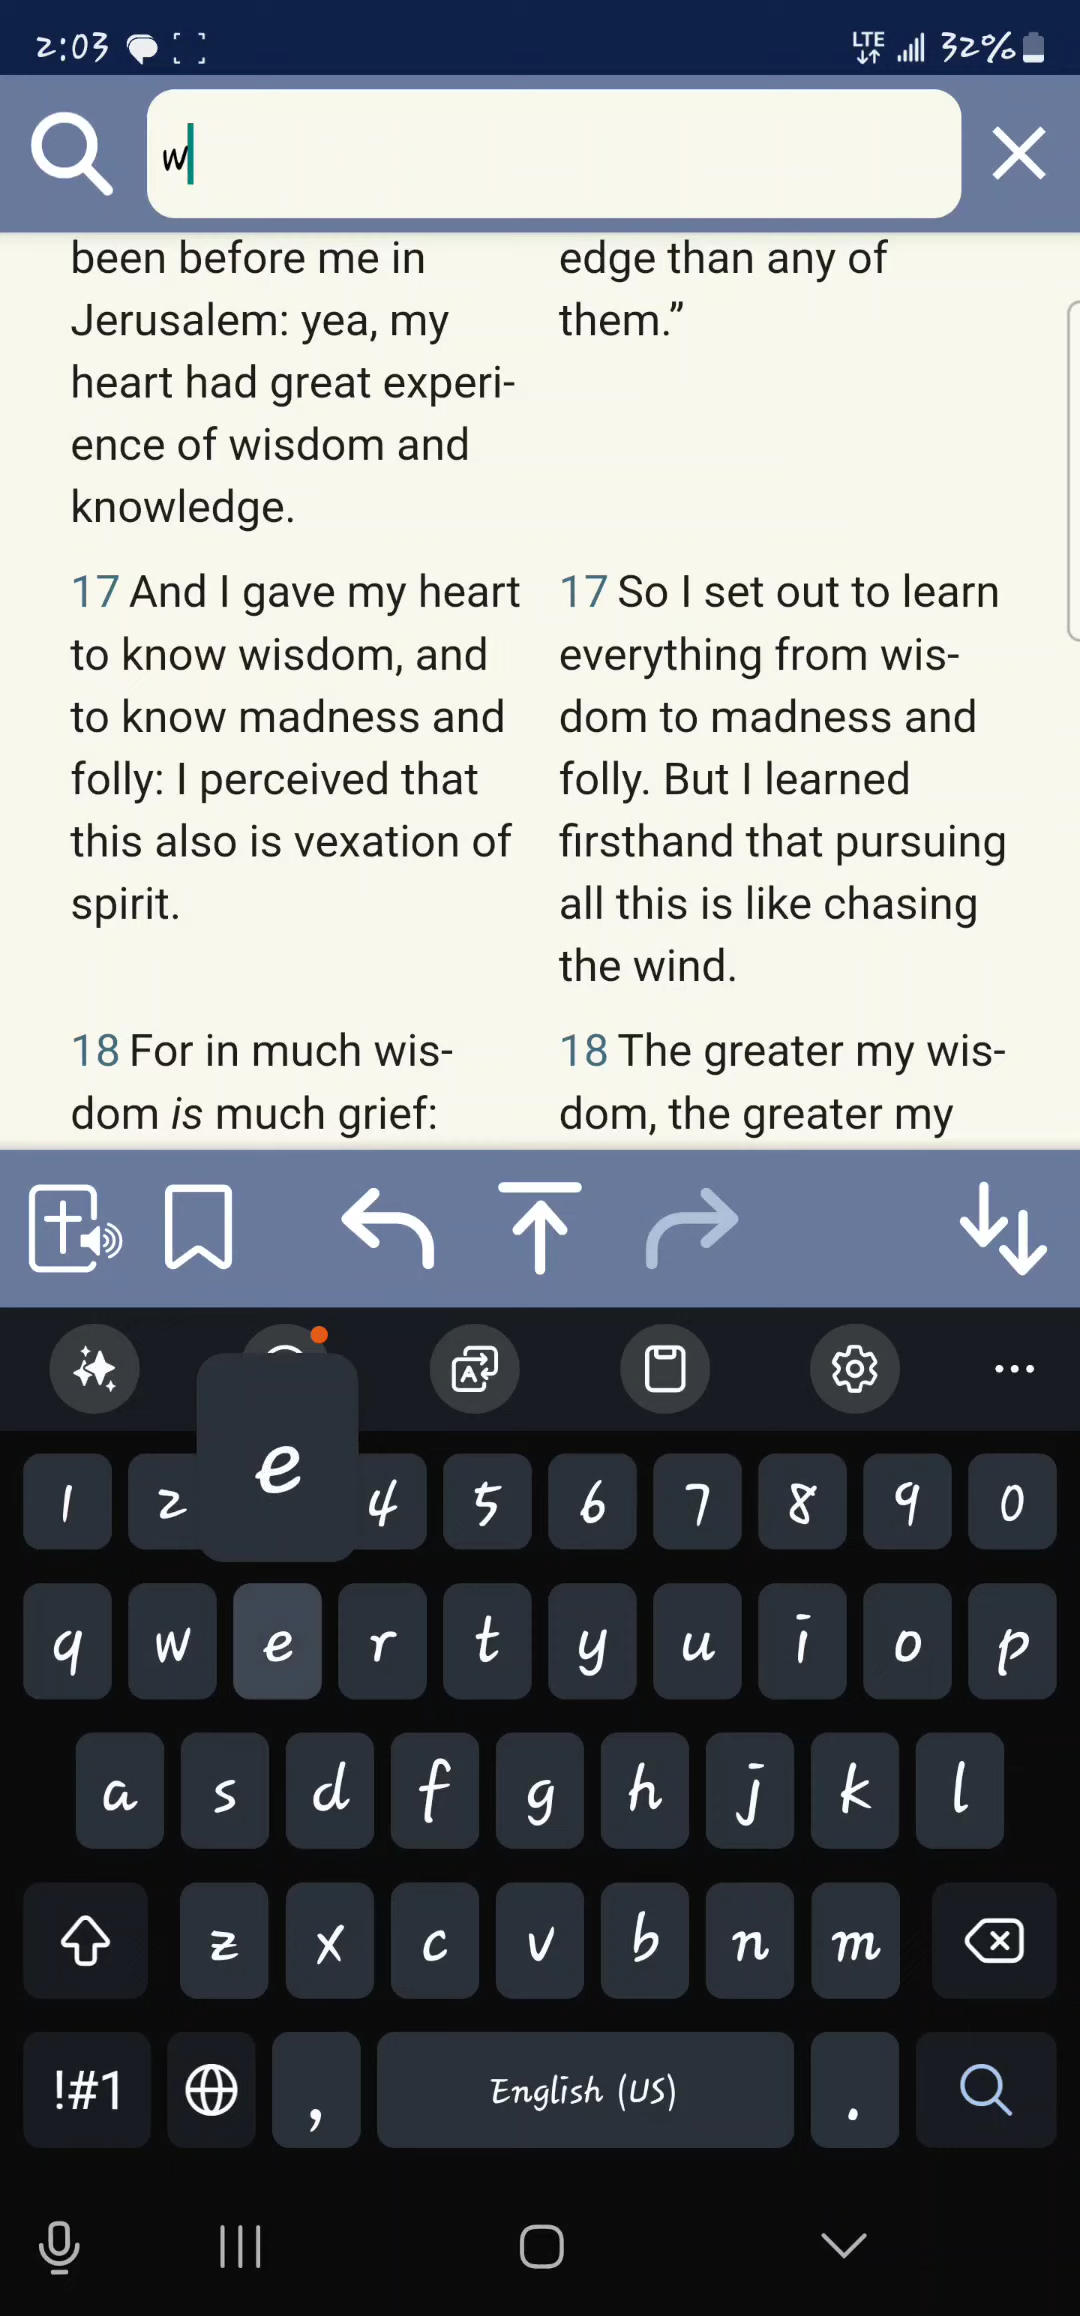 2:03
LTE 32%
w
been before me in
Jerusalem: yea, my
heart had great experi-
ence of wisdom and
knowledge.
edge than any of
them.”
17 And I gave my heart
to know wisdom, and
to know madness and
folly: I perceived that
this also is vexation of
spirit.
17 So I set out to learn
everything from wis-
dom to madness and
folly. But I learned
firsthand that pursuing
all this is like chasing
the wind.
18 For in much wis-
dom is much grief:
18 The greater my wis-
dom, the greater my
e
1 2 4 5 6 7 8 9 0
q w e r t y u i o p
a s d f g h j k l
z x c v b n m
!#1 , English (US) .